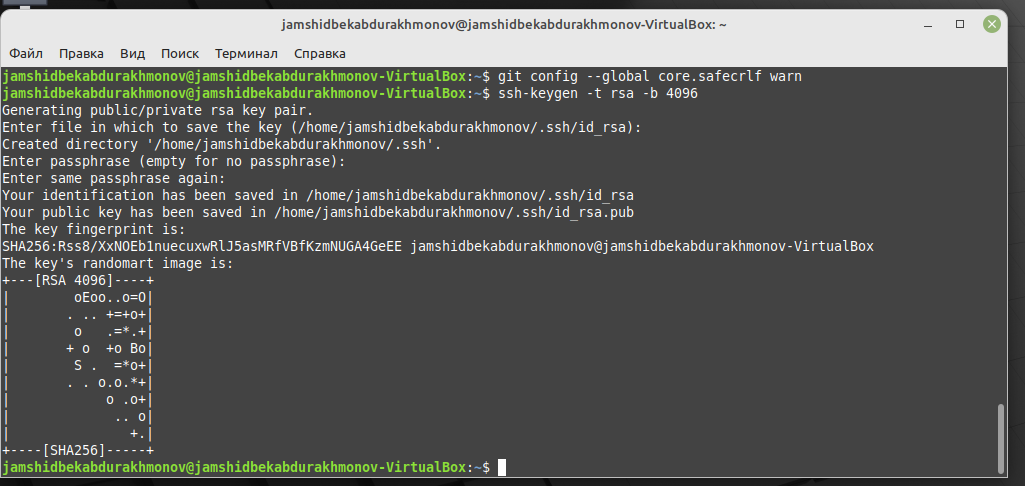 jamshidbekabdurakhmonov@jamshidbekabdurakhmonov-VirtualBox: ~
Файл Правка Вид Поиск Терминал Справка
jamshidbekabdurakhmonov@jamshidbekabdurakhmonov-VirtualBox:~$ git config --global core.safecrlf warn
jamshidbekabdurakhmonov@jamshidbekabdurakhmonov-VirtualBox:~$ ssh-keygen -t rsa -b 4096
Generating public/private rsa key pair.
Enter file in which to save the key (/home/jamshidbekabdurakhmonov/.ssh/id_rsa):
Created directory '/home/jamshidbekabdurakhmonov/.ssh'.
Enter passphrase (empty for no passphrase):
Enter same passphrase again:
Your identification has been saved in /home/jamshidbekabdurakhmonov/.ssh/id_rsa
Your public key has been saved in /home/jamshidbekabdurakhmonov/.ssh/id_rsa.pub
The key fingerprint is:
SHA256:Rss8/XxNOEb1nuecuxwRlJ5asMRfVBfKzmNUGA4GeEE jamshidbekabdurakhmonov@jamshidbekabdurakhmonov-VirtualBox
The key's randomart image is:
+---[RSA 4096]----+
|        oEoo..o=O|
|       . .. +=+o+|
|        o   .=*.+|
|       + o  +o Bo|
|        S .  =*o+|
|       . . o.o.*+|
|            o .o+|
|             .. o|
|               +.|
+----[SHA256]-----+
jamshidbekabdurakhmonov@jamshidbekabdurakhmonov-VirtualBox:~$